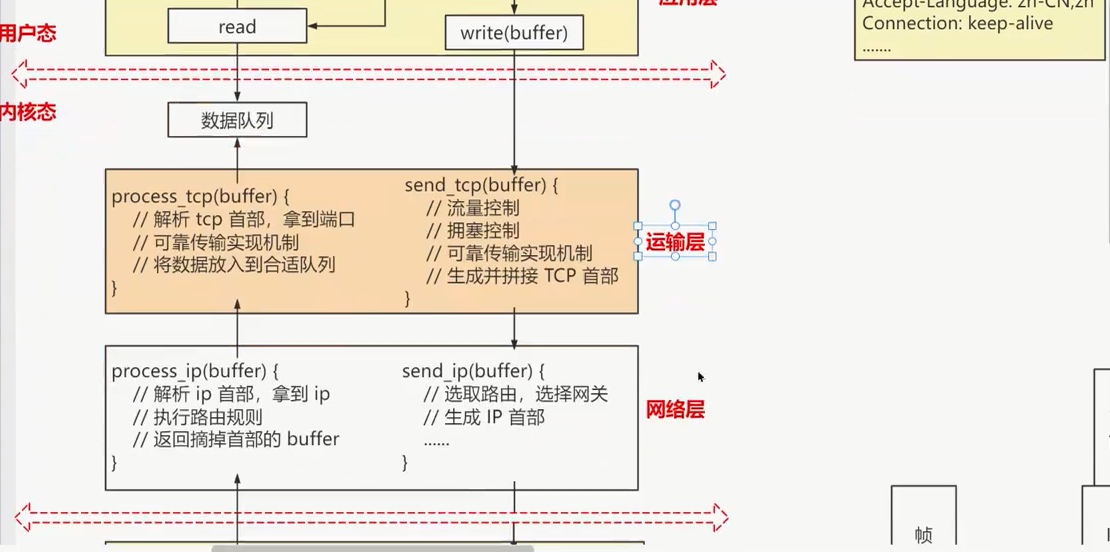 应用层
Accept-Language: zh-CN,zh
read
write(buffer)
Connection: keep-alive
.......
用户态
内核态
数据队列
process_tcp(buffer) {
// 解析 tcp 首部，拿到端口
// 可靠传输实现机制
// 将数据放入到合适队列
}
send_tcp(buffer) {
// 流量控制
// 拥塞控制
// 可靠传输实现机制
// 生成并拼接 TCP 首部
}
运输层
process_ip(buffer) {
// 解析 ip 首部，拿到 ip
// 执行路由规则
// 返回摘掉首部的 buffer
}
send_ip(buffer) {
// 选取路由，选择网关
// 生成 IP 首部
......
}
网络层
帧